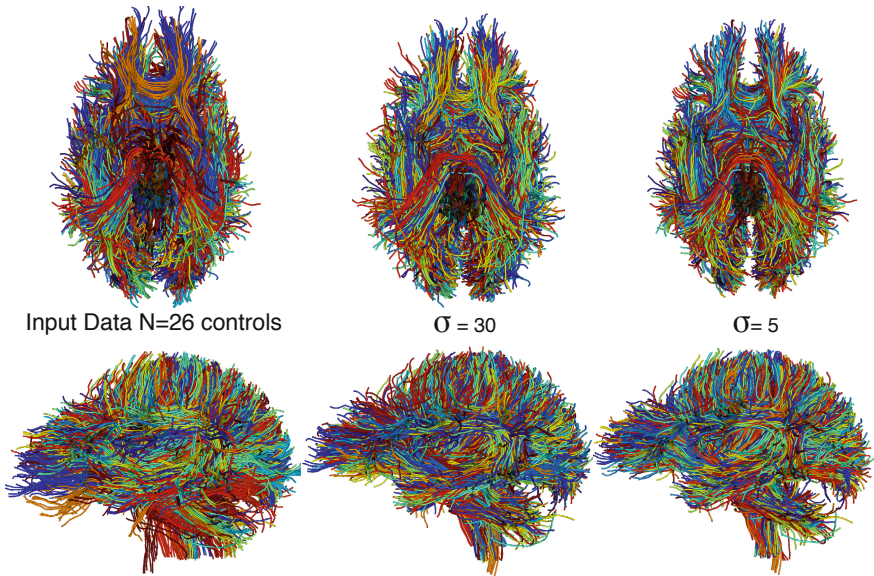 Input Data N=26 controls
σ = 30
σ= 5